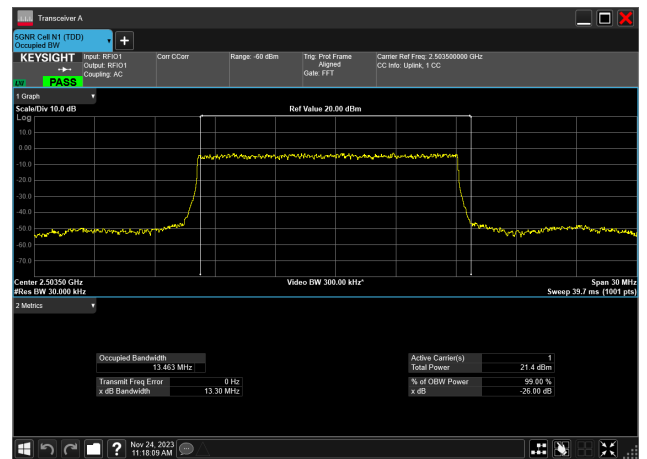 Transceiver A
5GNR Cell N1 (TDD)
Occupied BW
KEYSIGHT
LXI
PASS
Input: RFIO1
Output: RFIO1
Coupling: AC
Corr CCorr
Range: -60 dBm
Trig: Prot Frame
Aligned
Gate: FFT
Carrier Ref Freq: 2.503500000 GHz
CC Info: Uplink, 1 CC
1 Graph
Scale/Div 10.0 dB
Ref Value 20.00 dBm
Log
10.0
0.00
-10.0
-20.0
-30.0
-40.0
-50.0
-60.0
-70.0
Center 2.50350 GHz
Video BW 300.00 kHz*
Span 30 MHz
#Res BW 30.000 kHz
Sweep 39.7 ms (1001 pts)
2 Metrics
Occupied Bandwidth
13.463 MHz
Transmit Freq Error 0 Hz
x dB Bandwidth 13.30 MHz
Active Carrier(s) 1
Total Power 21.4 dBm
% of OBW Power 99.00 %
x dB -26.00 dB
?
Nov 24, 2023
11:18:09 AM